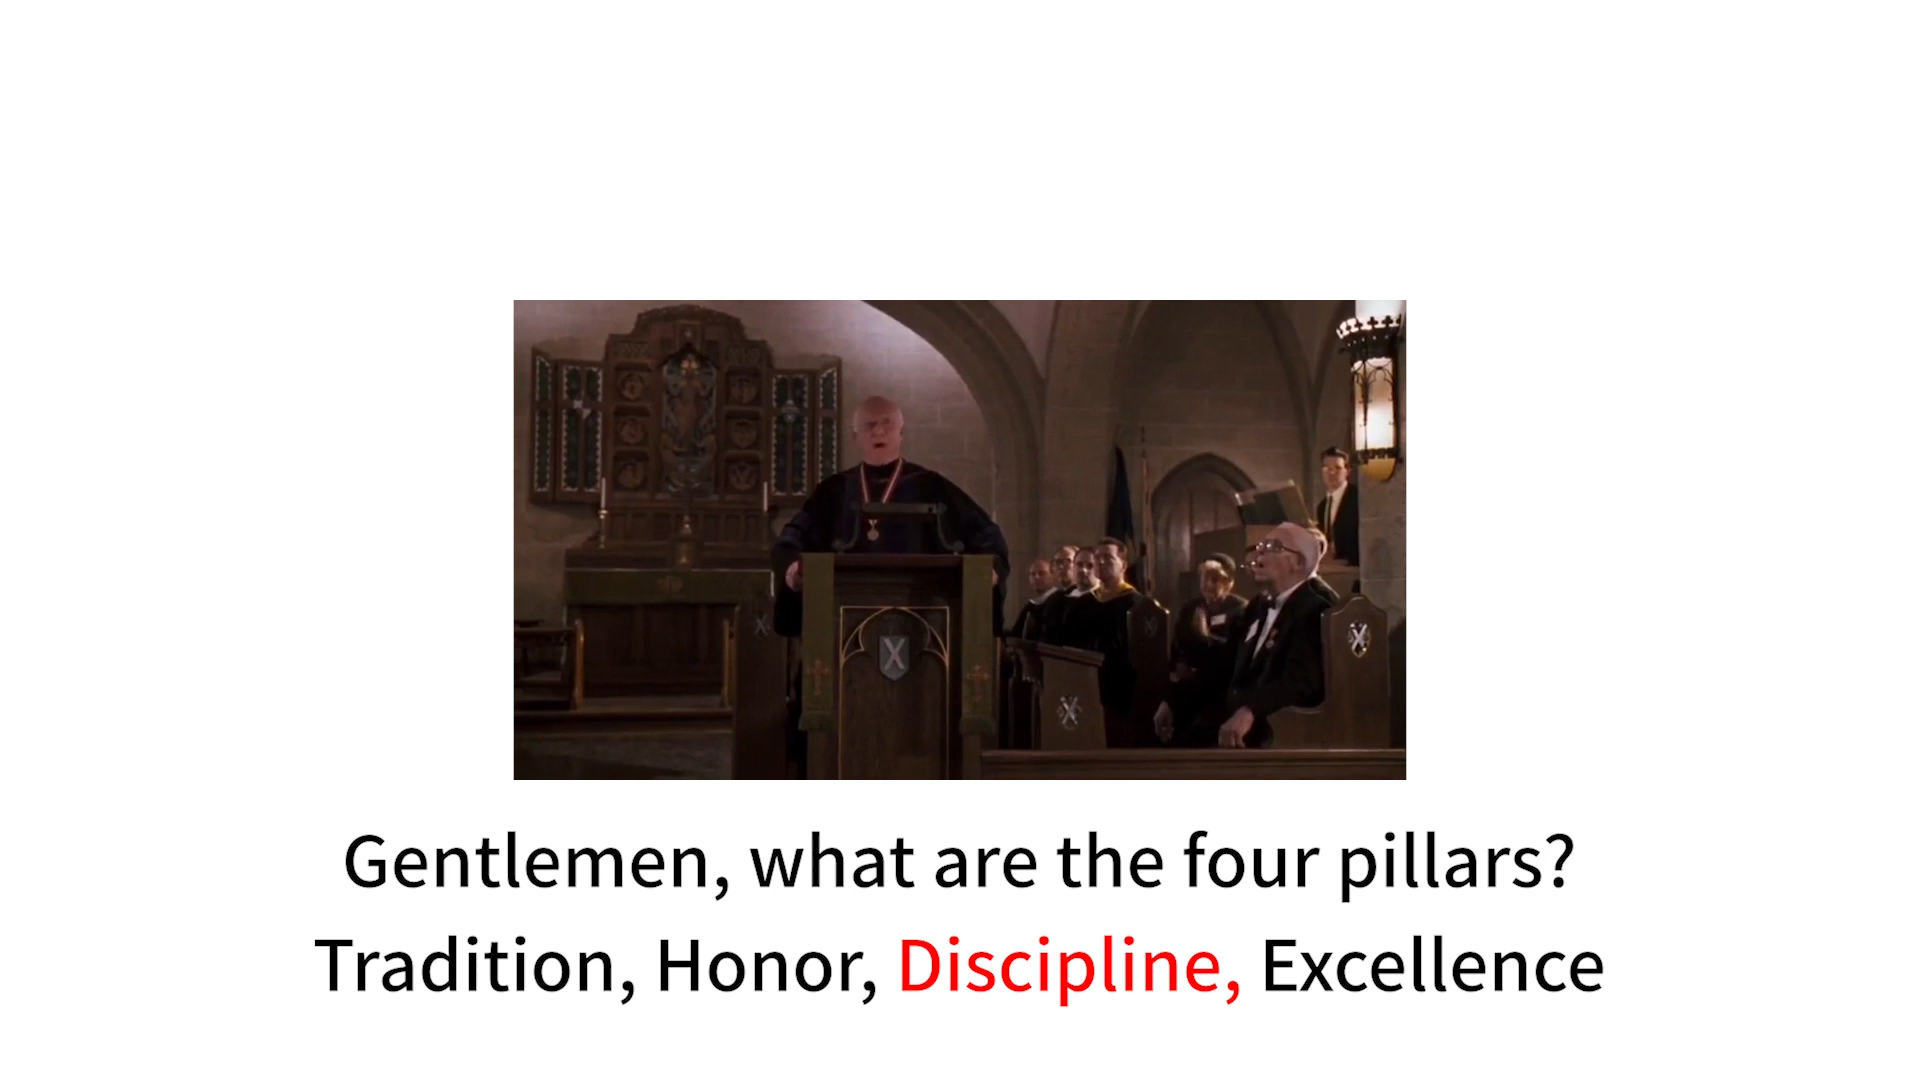 Gentlemen, what are the four pillars?
Tradition, Honor, Discipline, Excellence